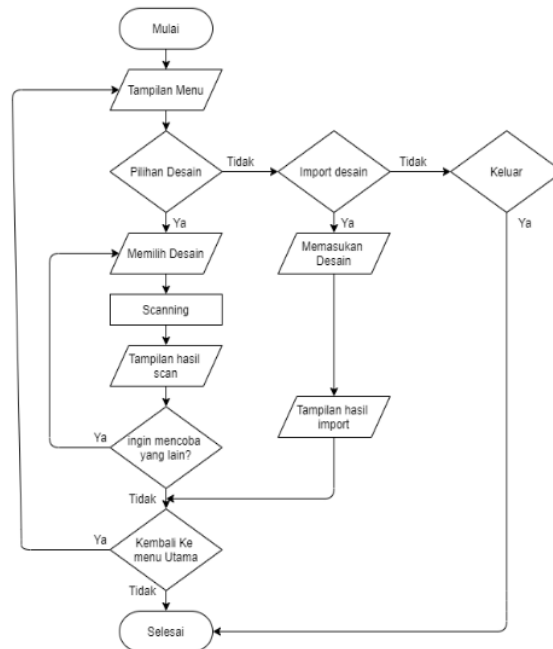 Mulai
Tampilan Menu
Pilihan Desain
Tidak
Import desain
Tidak
Keluar
Ya
Ya
Ya
Memilih Desain
Memasukan
Desain
Scanning
Tampilan hasil
scan
Tampilan hasil
import
Ya
ingin mencoba
yang lain?
Tidak
Ya
Kembali Ke
menu Utama
Tidak
Selesai